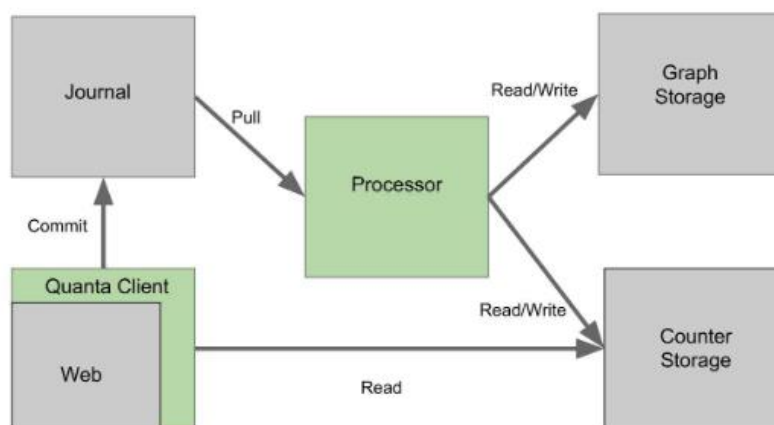 Journal
Graph
Storage
Read/Write
Pull
Processor
Commit
Quanta Client
Read/Write
Web
Counter
Storage
Read